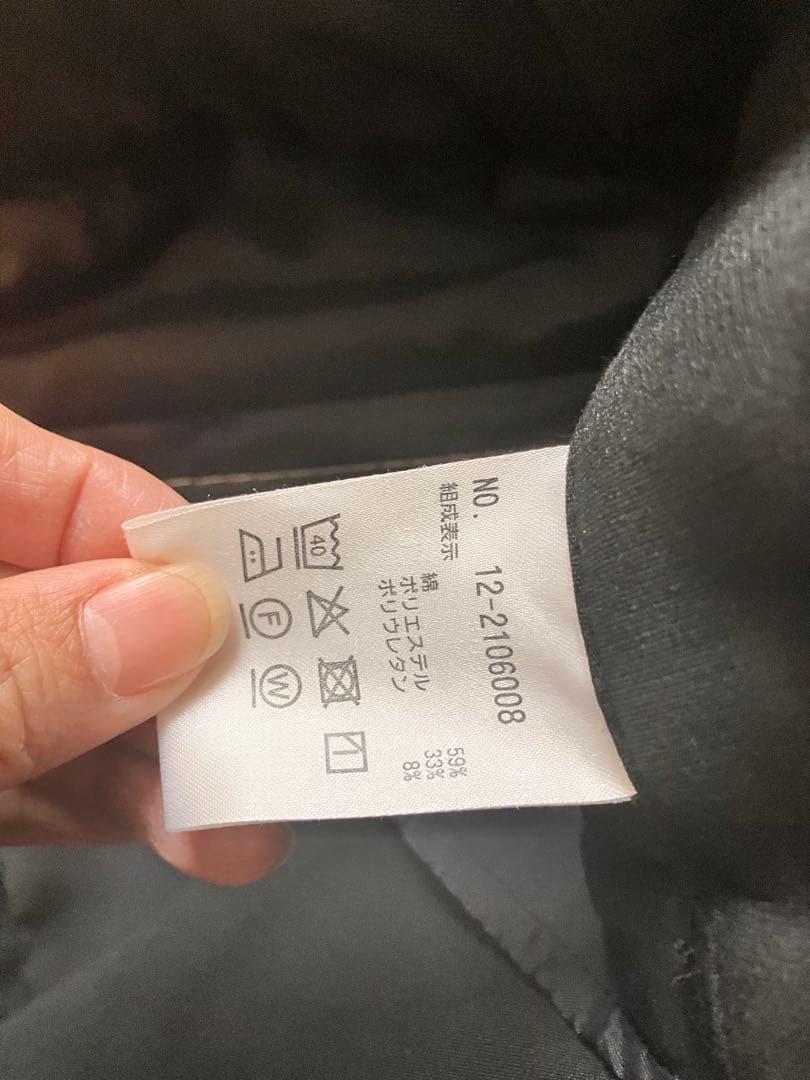 NO. 12-2106008
組成表示
綿 59%
ポリエステル 33%
ポリウレタン 8%
40
F W